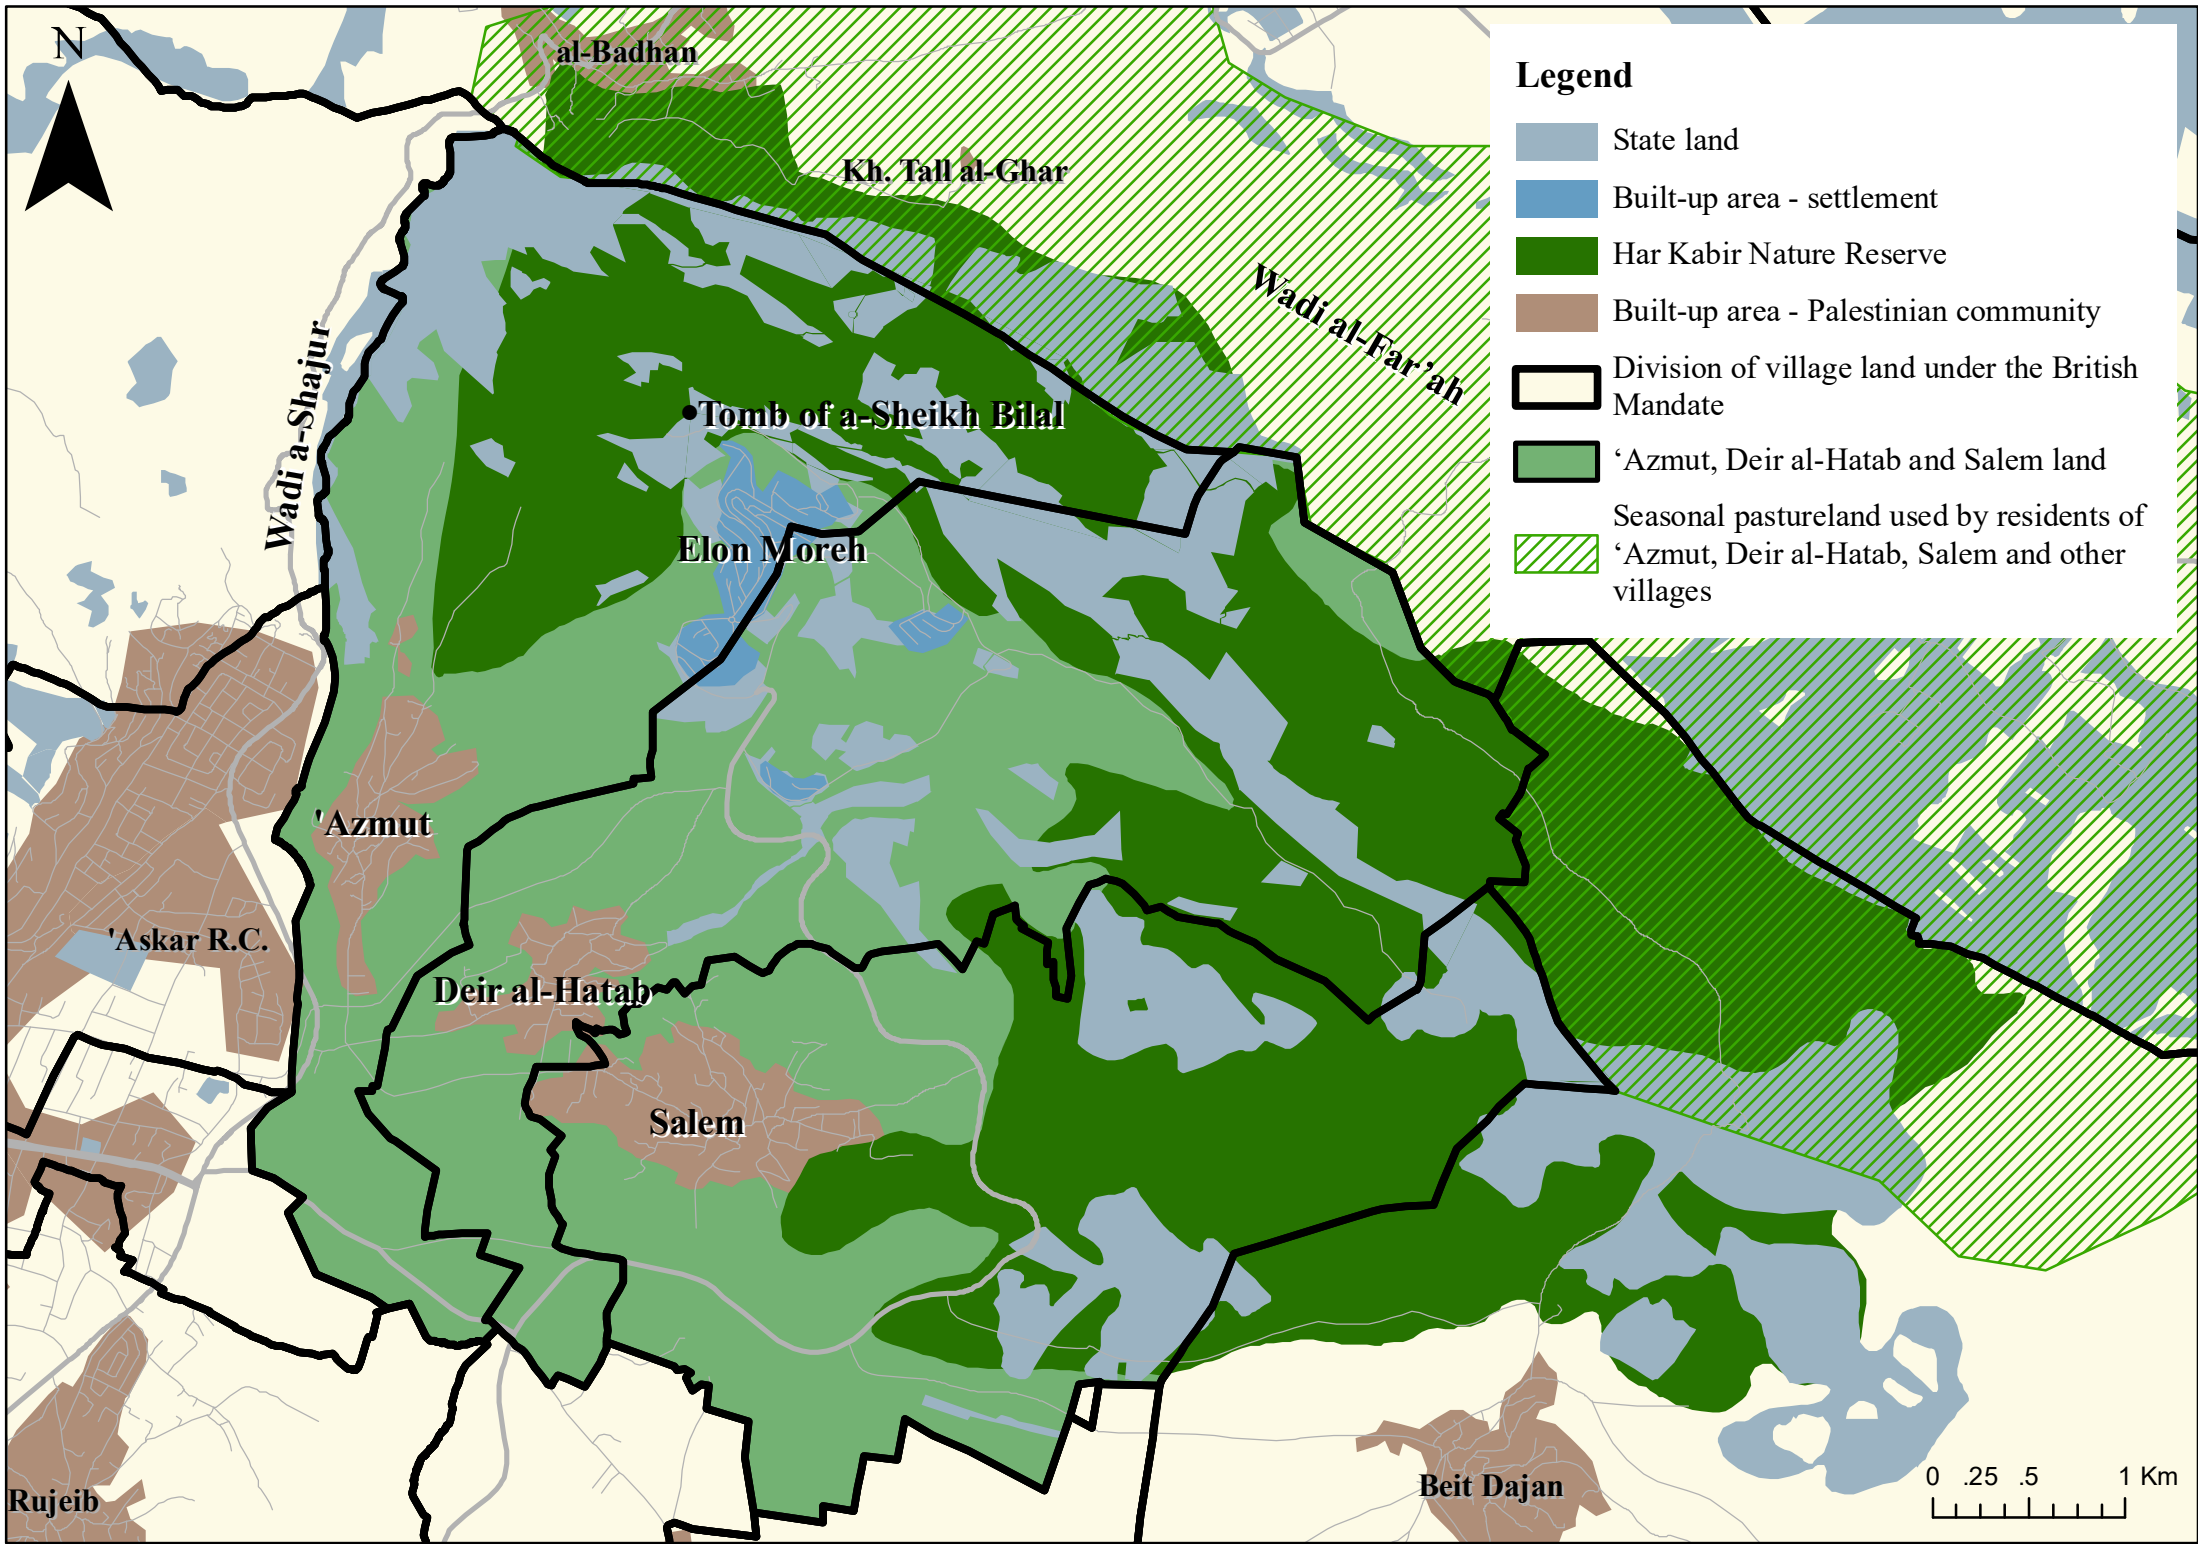 N
al-Badhan
Kh. Tall al-Ghar
Wadi al-Far’ah
Wadi a-Shajur
Tomb of a-Sheikh Bilal
Elon Moreh
'Azmut
'Askar R.C.
Deir al-Hatab
Salem
Rujeib
Beit Dajan
Legend
State land
Built-up area - settlement
Har Kabir Nature Reserve
Built-up area - Palestinian community
Division of village land under the British
Mandate
‘Azmut, Deir al-Hatab and Salem land
Seasonal pastureland used by residents of
‘Azmut, Deir al-Hatab, Salem and other
villages
0 .25 .5 1 Km